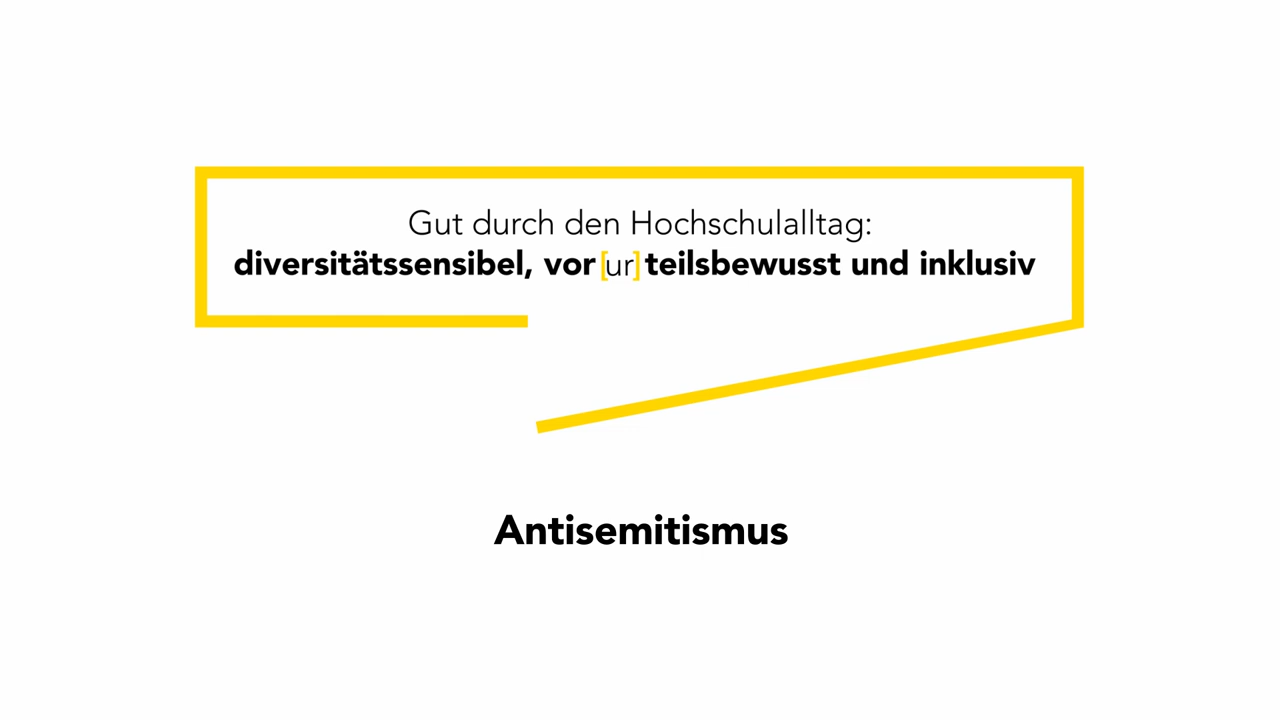 Gut durch den Hochschulalltag:
diversitätssensibel, vor[ur]teilsbewusst und inklusiv
Antisemitismus